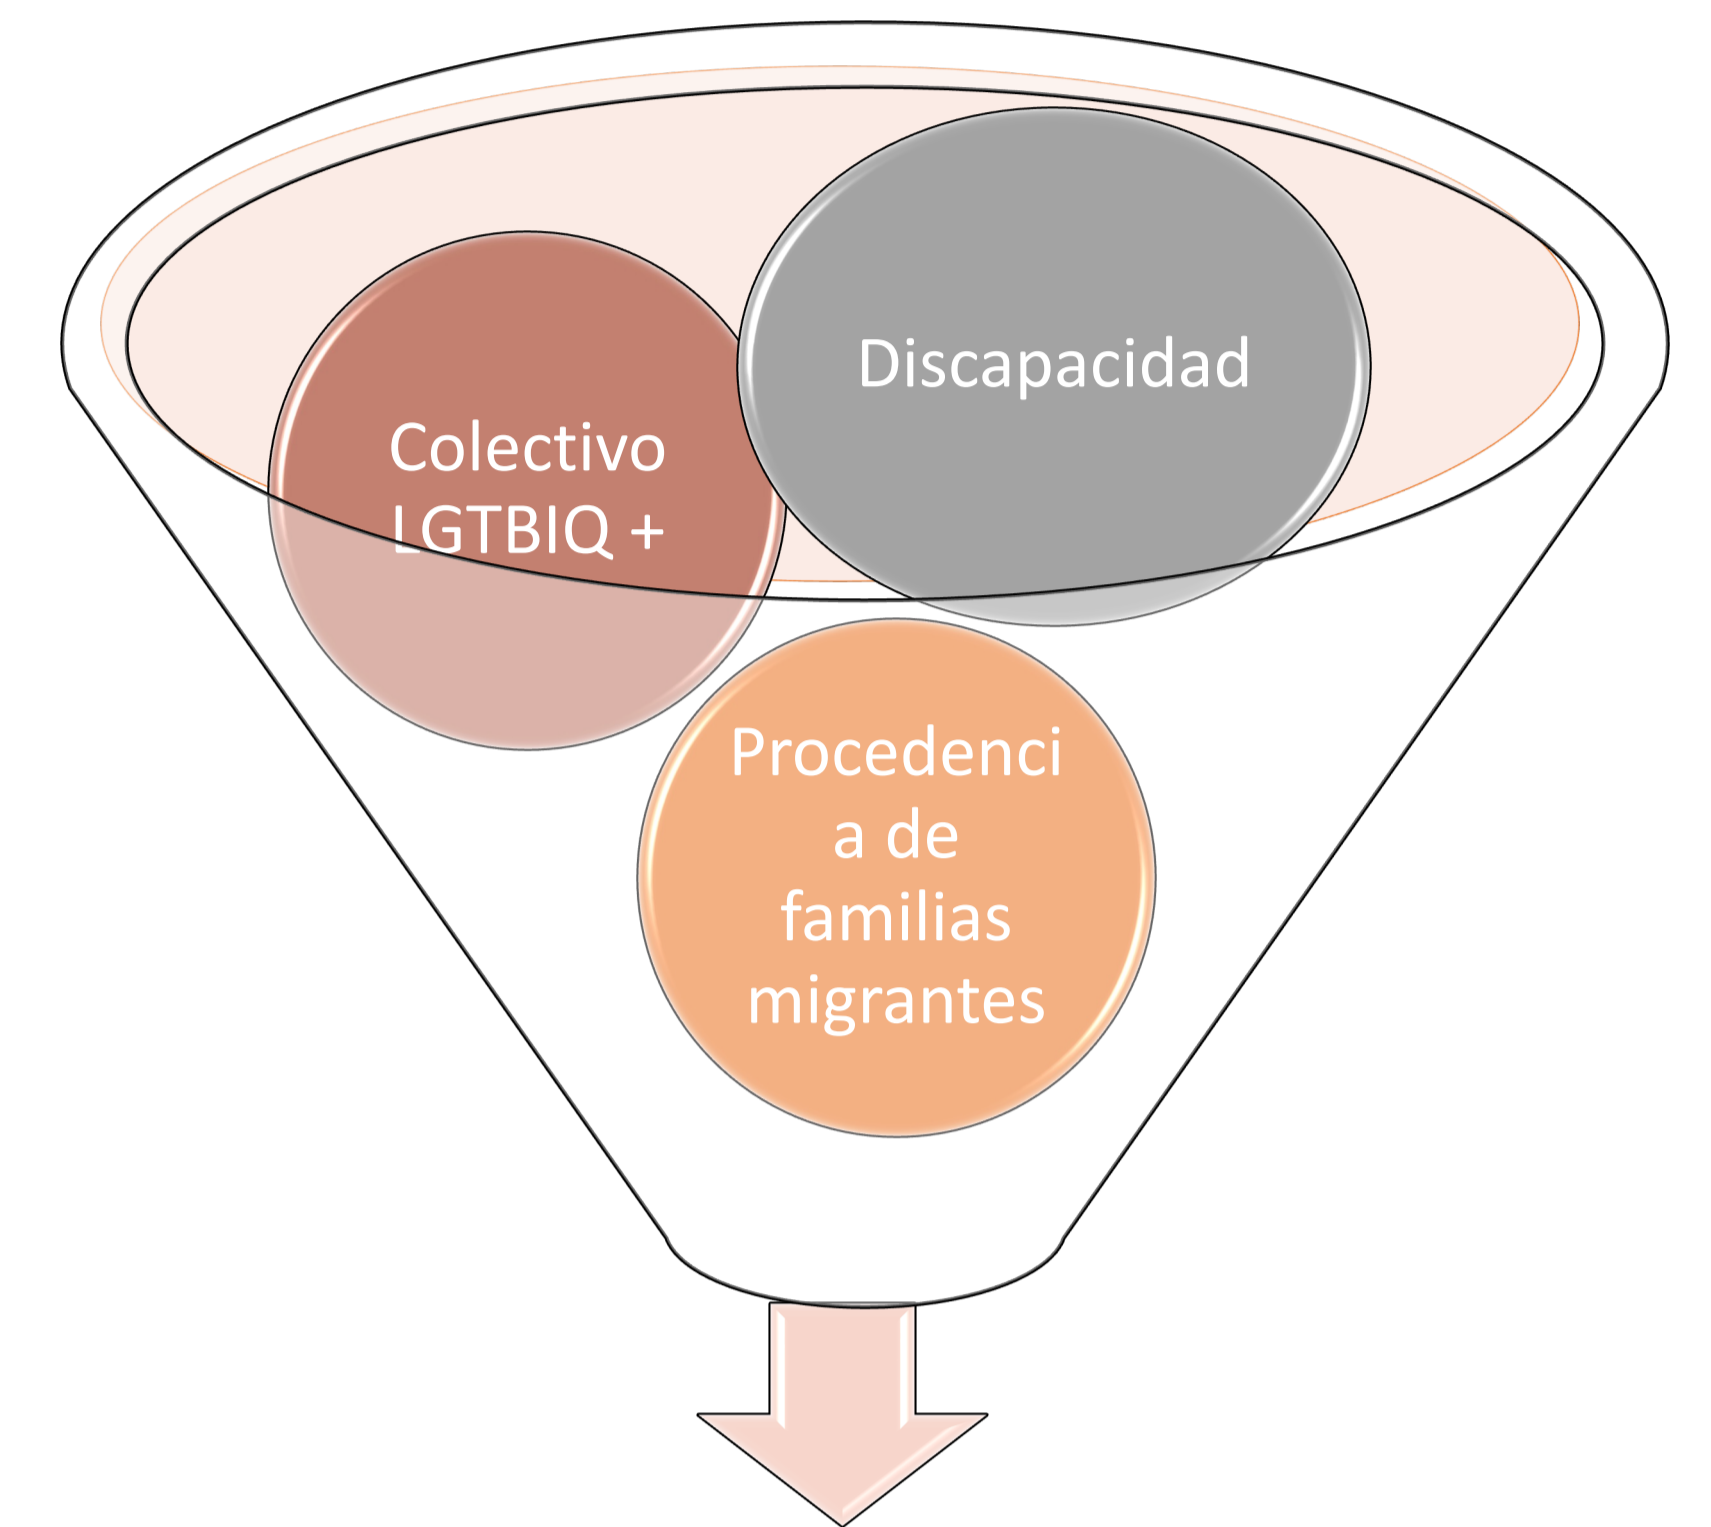 Discapacidad
Colectivo
LGTBIQ +
Procedenci
a de
familias
migrantes